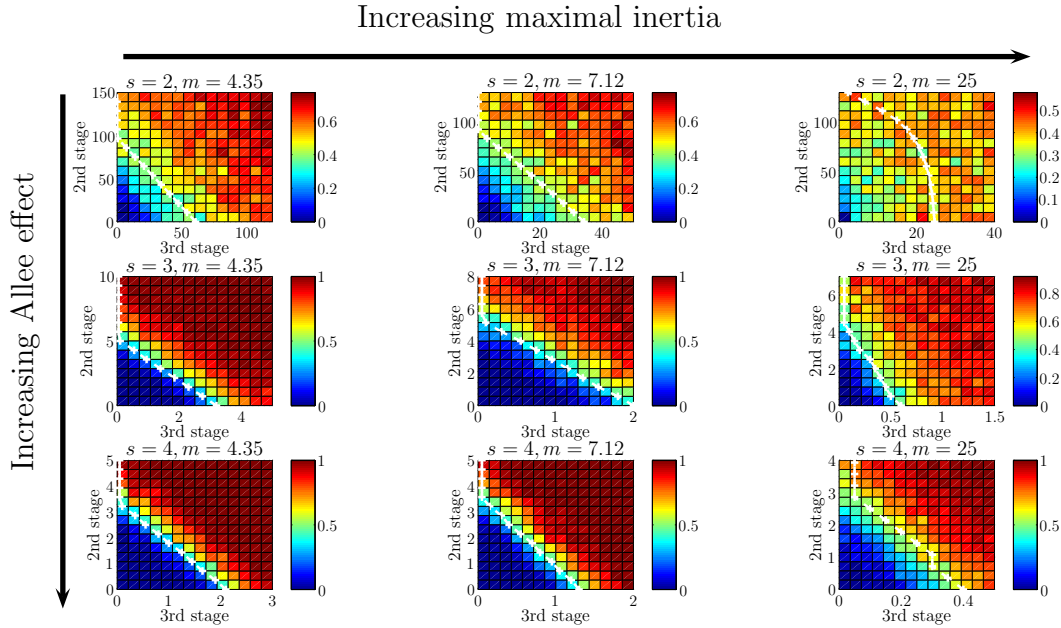 Increasing maximal inertia
Increasing Allee effect
s = 2, m = 4.35
150
100
50
0
2nd stage
0 50 100
3rd stage
0.6
0.4
0.2
0
s = 2, m = 7.12
150
100
50
0
2nd stage
0 20 40
3rd stage
0.6
0.4
0.2
0
s = 2, m = 25
100
50
0
2nd stage
0 20 40
3rd stage
0.5
0.4
0.3
0.2
0.1
0
s = 3, m = 4.35
10
5
0
2nd stage
0 2 4
3rd stage
1
0.5
0
s = 3, m = 7.12
8
6
4
2
0
2nd stage
0 1 2
3rd stage
1
0.5
0
s = 3, m = 25
6
4
2
0
2nd stage
0 0.5 1 1.5
3rd stage
0.8
0.6
0.4
0.2
s = 4, m = 4.35
5
4
3
2
1
0
2nd stage
0 1 2 3
3rd stage
1
0.5
0
s = 4, m = 7.12
5
4
3
2
1
0
2nd stage
0 1 2
3rd stage
1
0.5
0
s = 4, m = 25
4
3
2
1
0
2nd stage
0.2 0.4
3rd stage
1
0.5
0